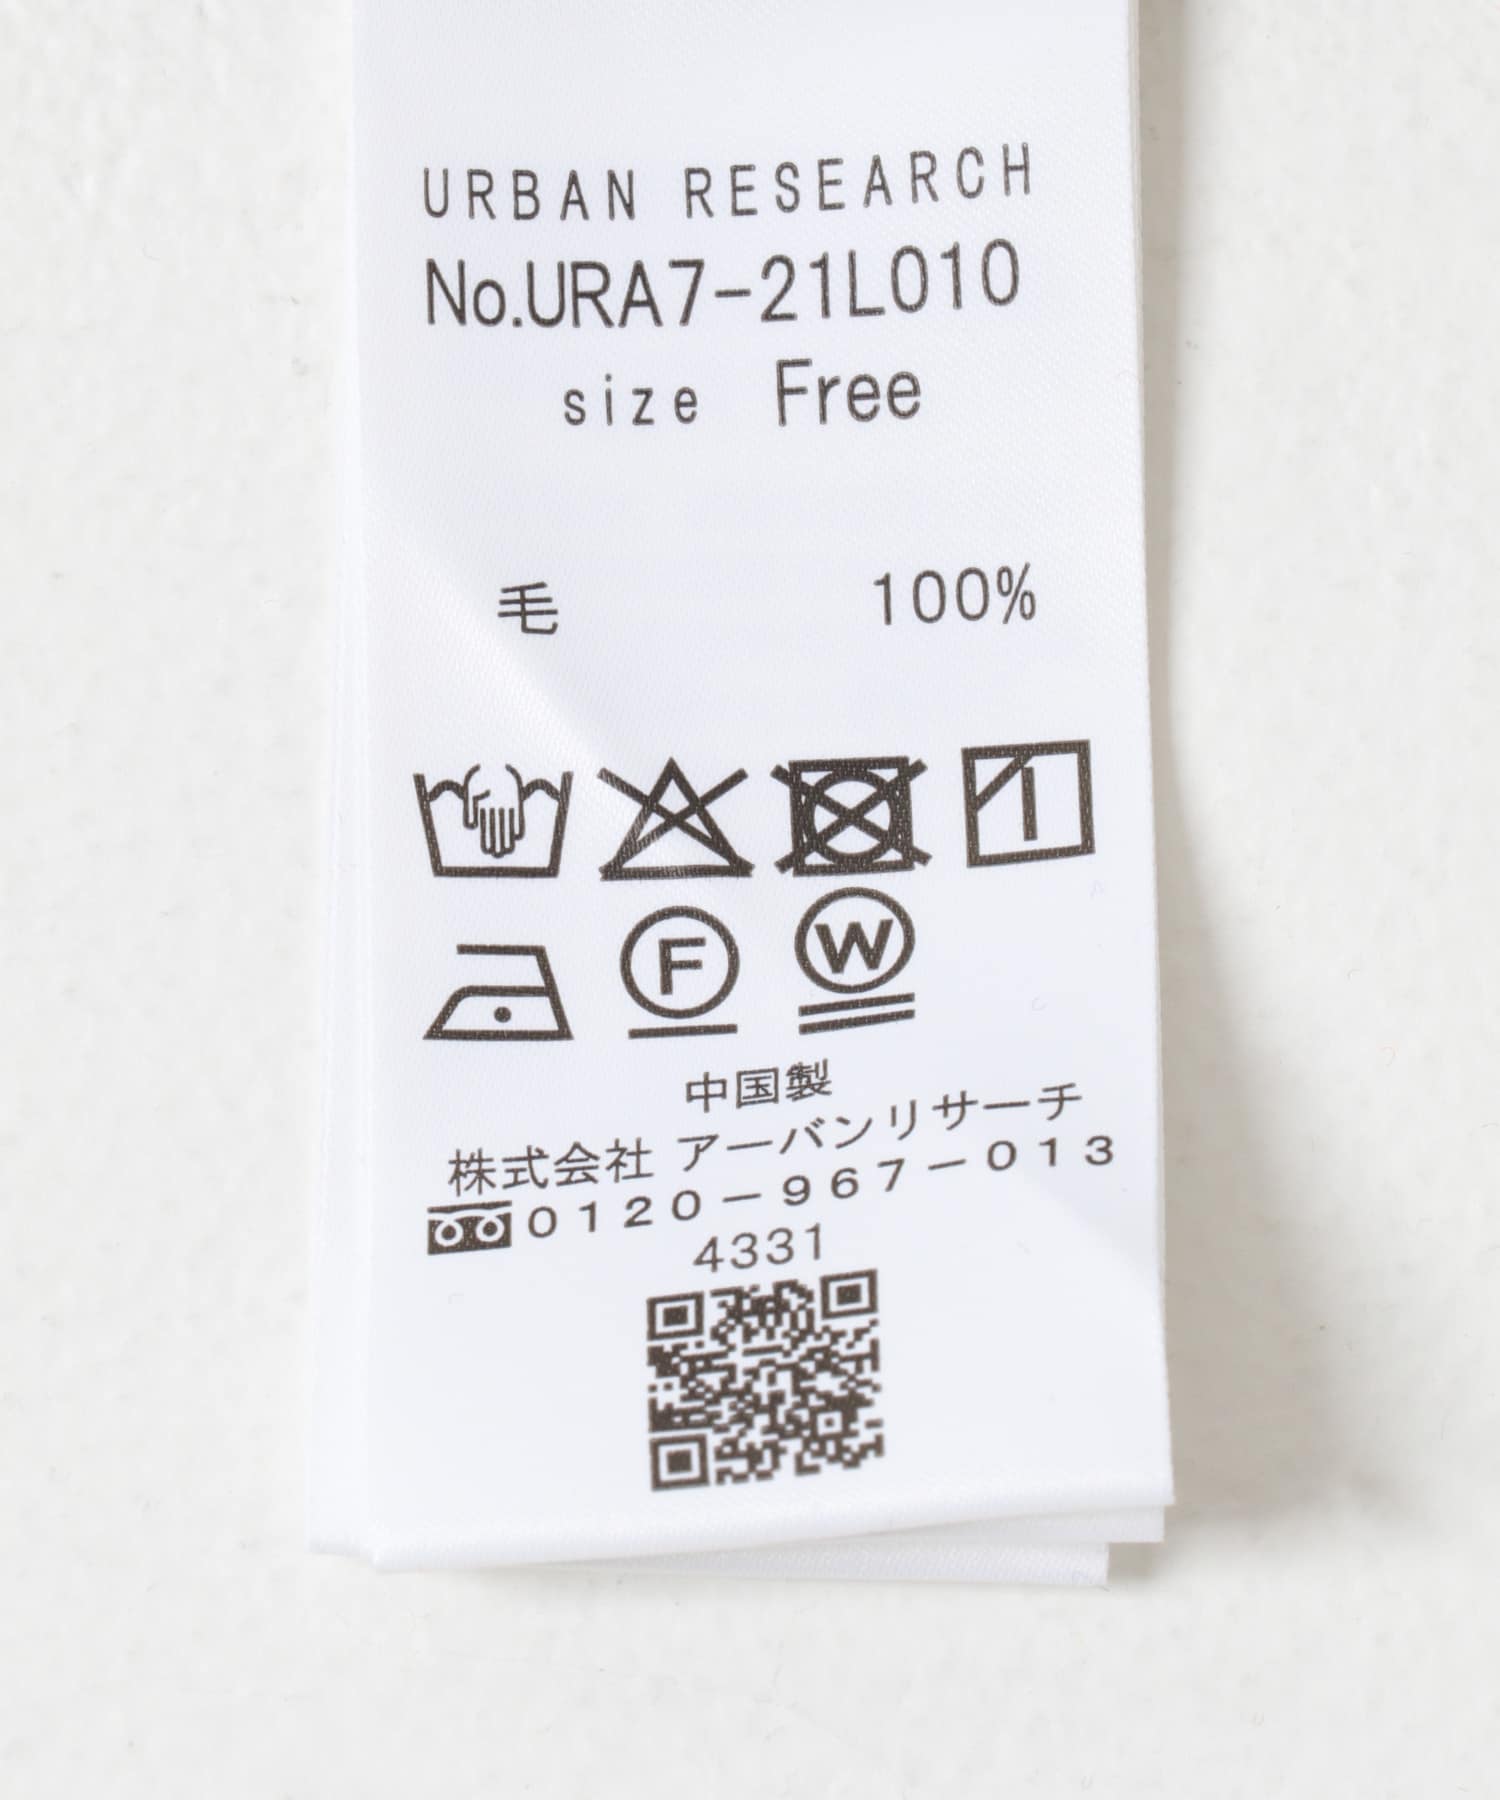 URBAN RESEARCH
No.URA7-21L010
size Free
毛 100%
F W
中国製
株式会社 アーバンリサーチ
0120-967-013
4331